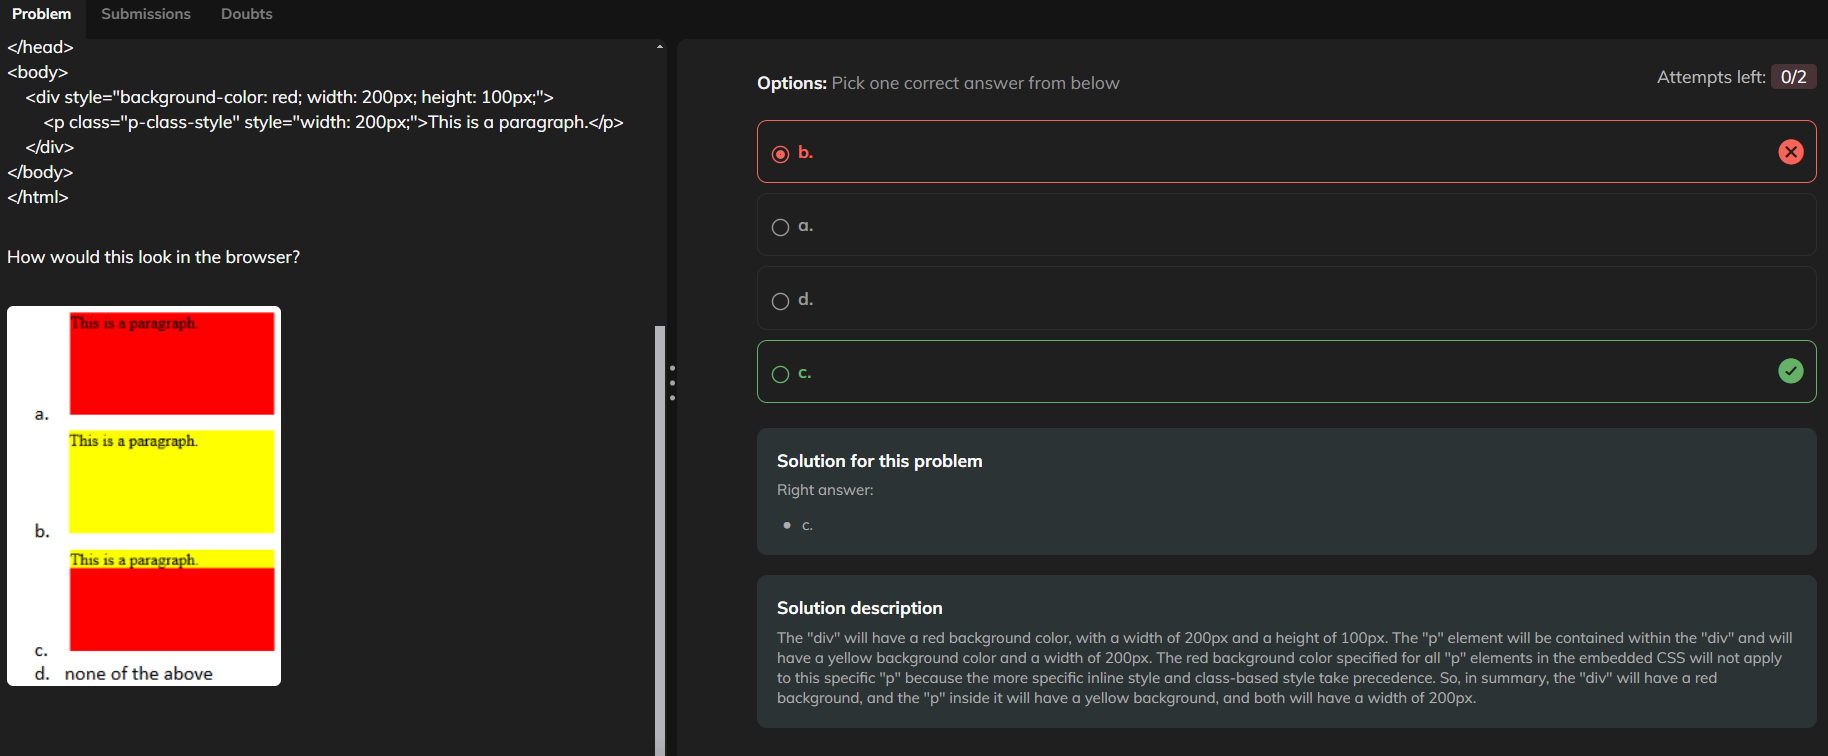 Problem Submissions Doubts
</head>
<body>
<div style="background-color: red; width: 200px; height: 100px;">
<p class="p-class-style" style="width: 200px;">This is a paragraph.</p>
</div>
</body>
</html>
How would this look in the browser?
This is a paragraph.
a.
This is a paragraph.
b.
This is a paragraph.
c.
d. none of the above
Options: Pick one correct answer from below
Attempts left: 0/2
b.
a.
d.
c.
Solution for this problem
Right answer:
• c.
Solution description
The "div" will have a red background color, with a width of 200px and a height of 100px. The "p" element will be contained within the "div" and will
have a yellow background color and a width of 200px. The red background color specified for all "p" elements in the embedded CSS will not apply
to this specific "p" because the more specific inline style and class-based style take precedence. So, in summary, the "div" will have a red
background, and the "p" inside it will have a yellow background, and both will have a width of 200px.